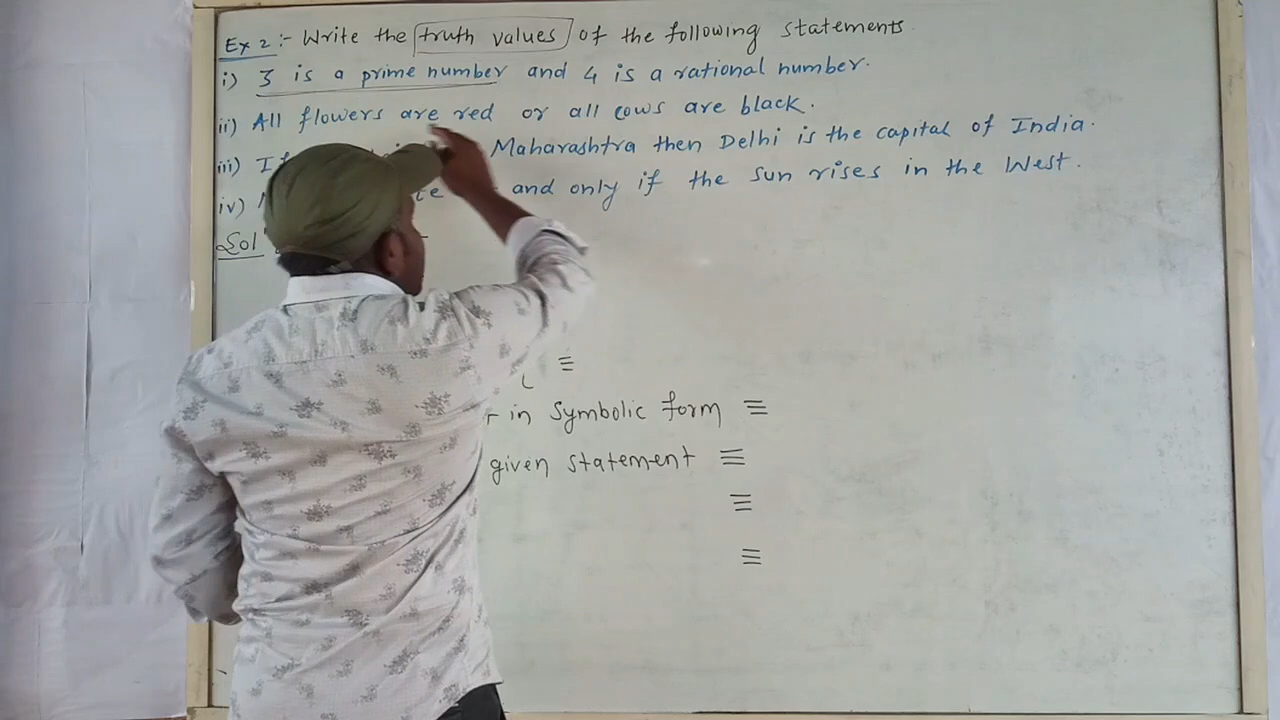 Ex 2:- Write the truth values of the following statements.
i) 3 is a prime number and 4 is a rational number.
ii) All flowers are red or all cows are black.
iii) If Maharashtra then Delhi is the capital of India.
iv) and only if the sun rises in the West.
Sol
≡
in symbolic form ≡
given statement ≡
≡
≡